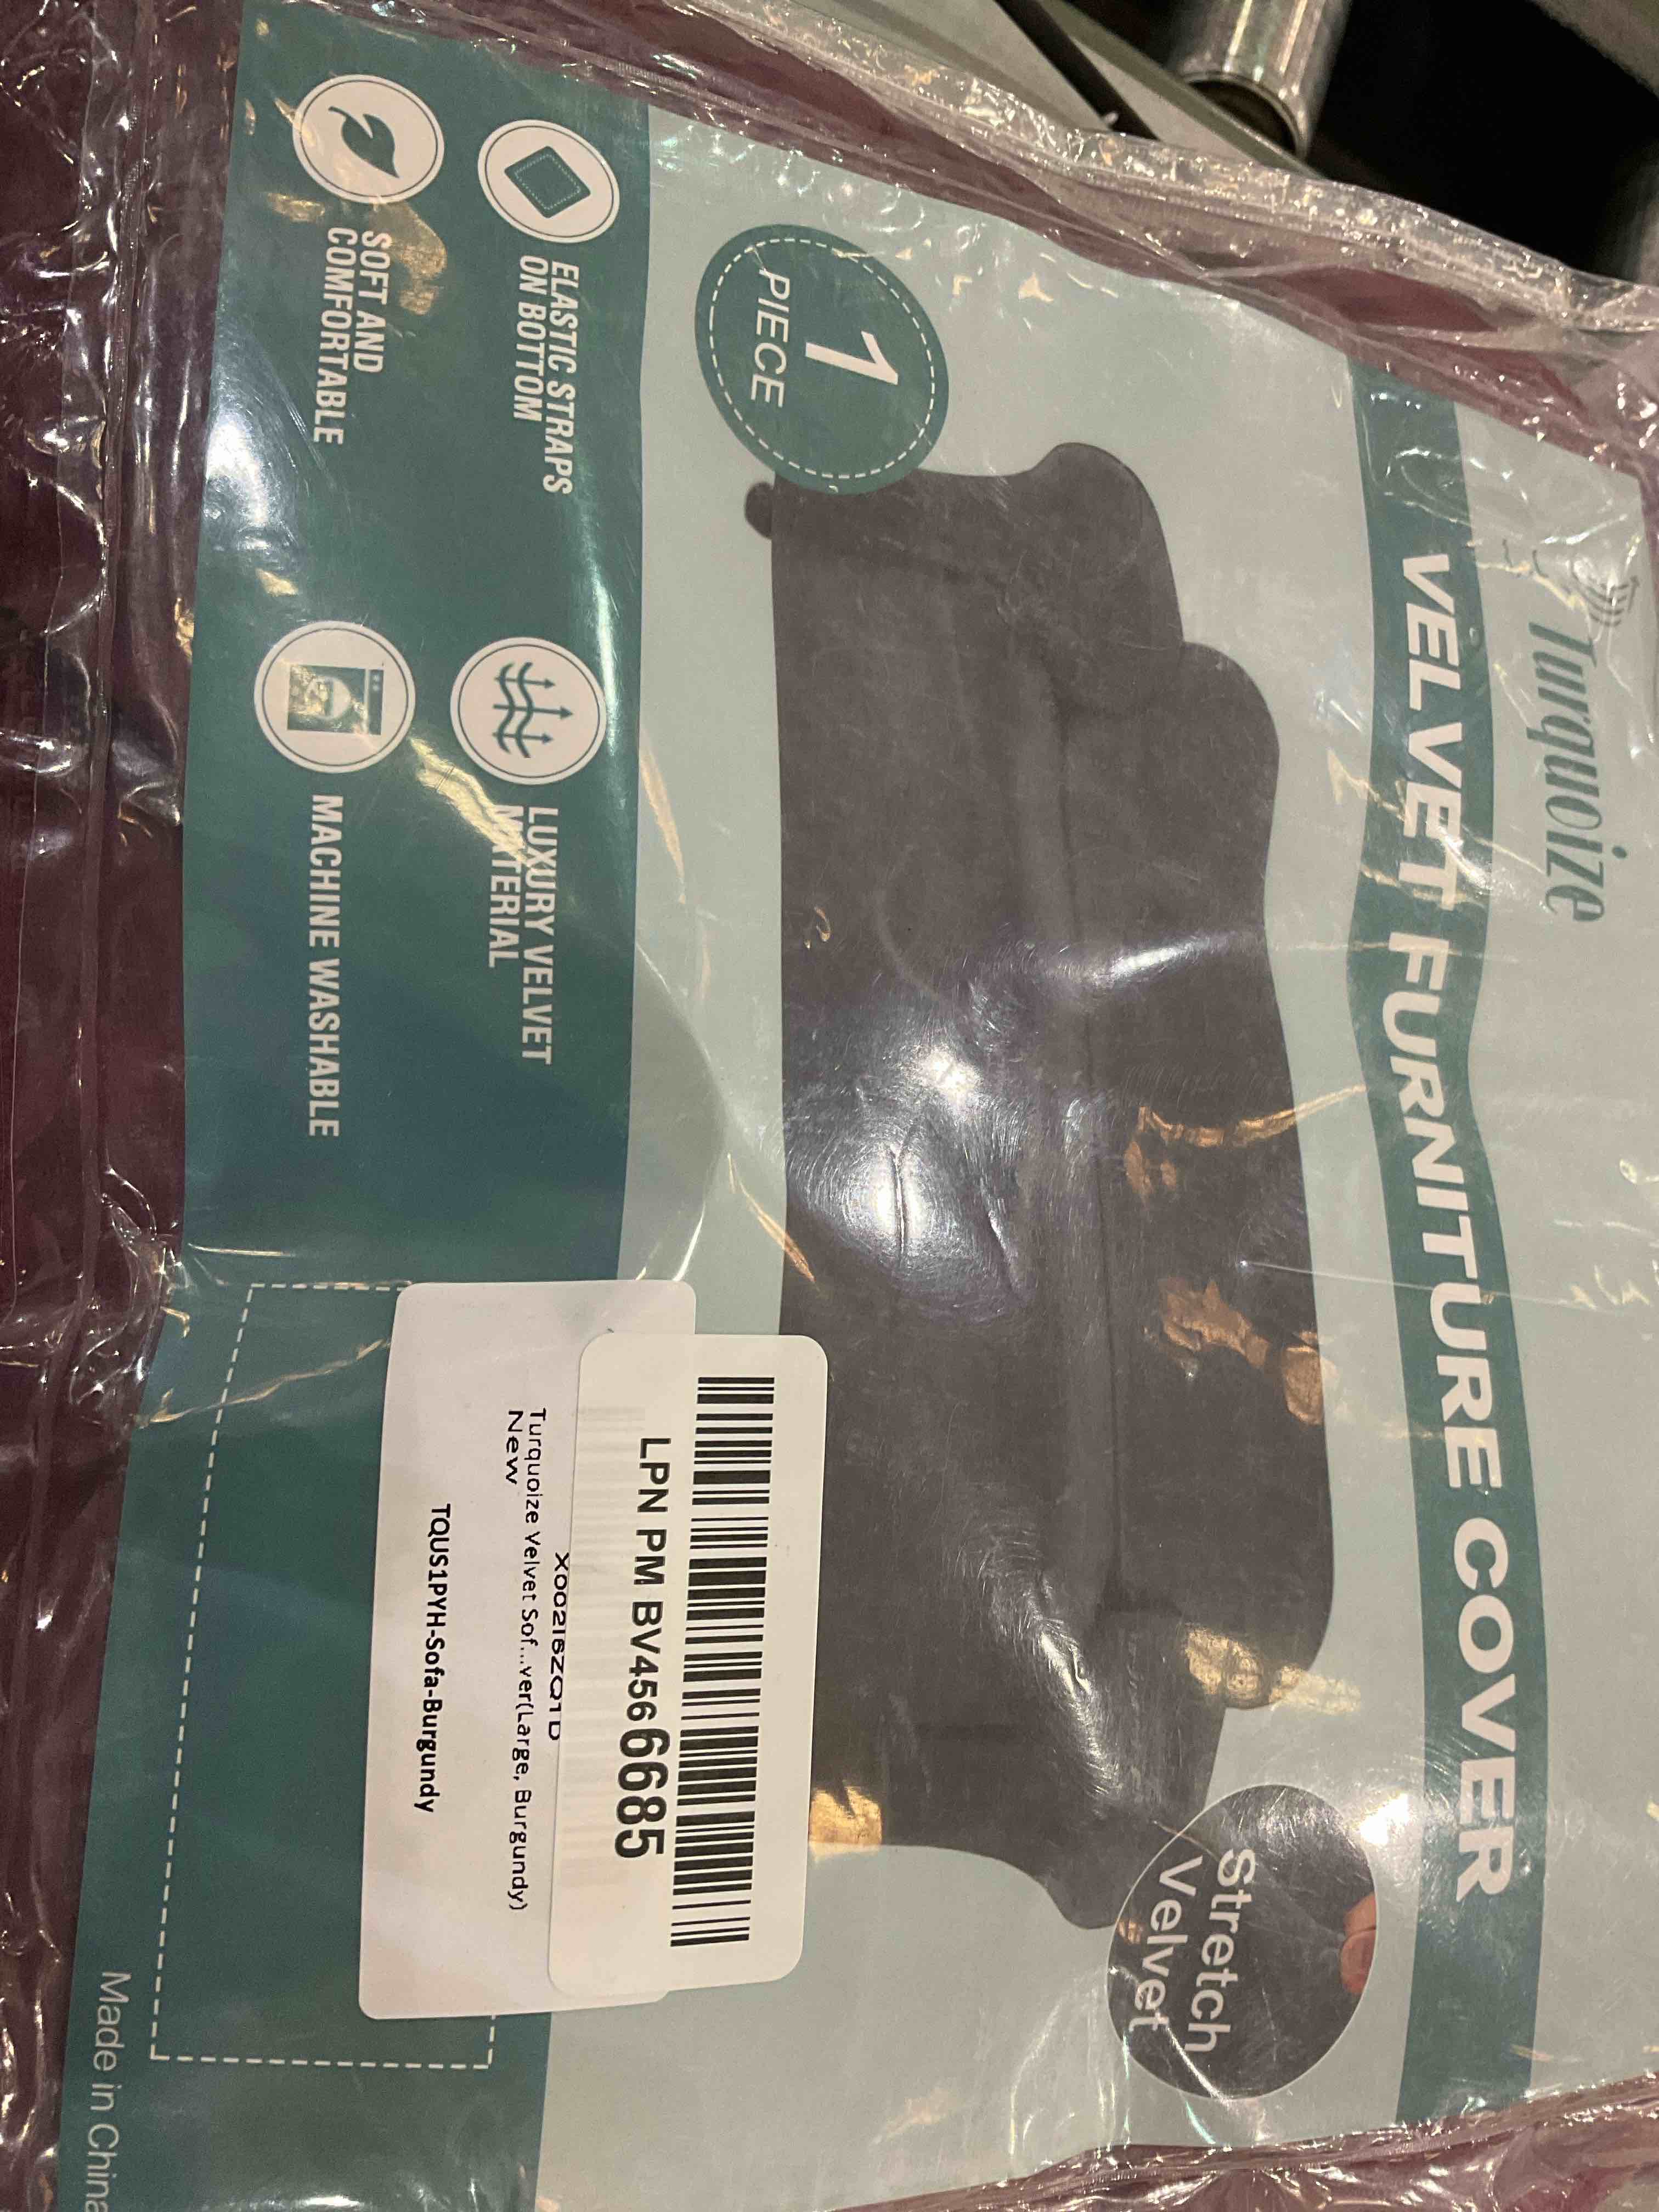 Turquoize
VELVET FURNITURE COVER
Stretch
Velvet
1
PIECE
ELASTIC STRAPS
ON BOTTOM
LUXURY VELVET
MATERIAL
SOFT AND
COMFORTABLE
MACHINE WASHABLE
LPN PM BV4566685
X00216ZQ1D
Turquoize Velvet Sof...ver(Large, Burgundy)
New
TQUS1PYH-Sofa-Burgundy
Made in China